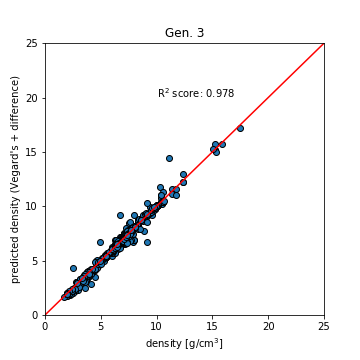 Gen. 3
25
20
15
10
5
0
R² score: 0.978
predicted density (Vegard's + difference)
0 5 10 15 20 25
density [g/cm³]